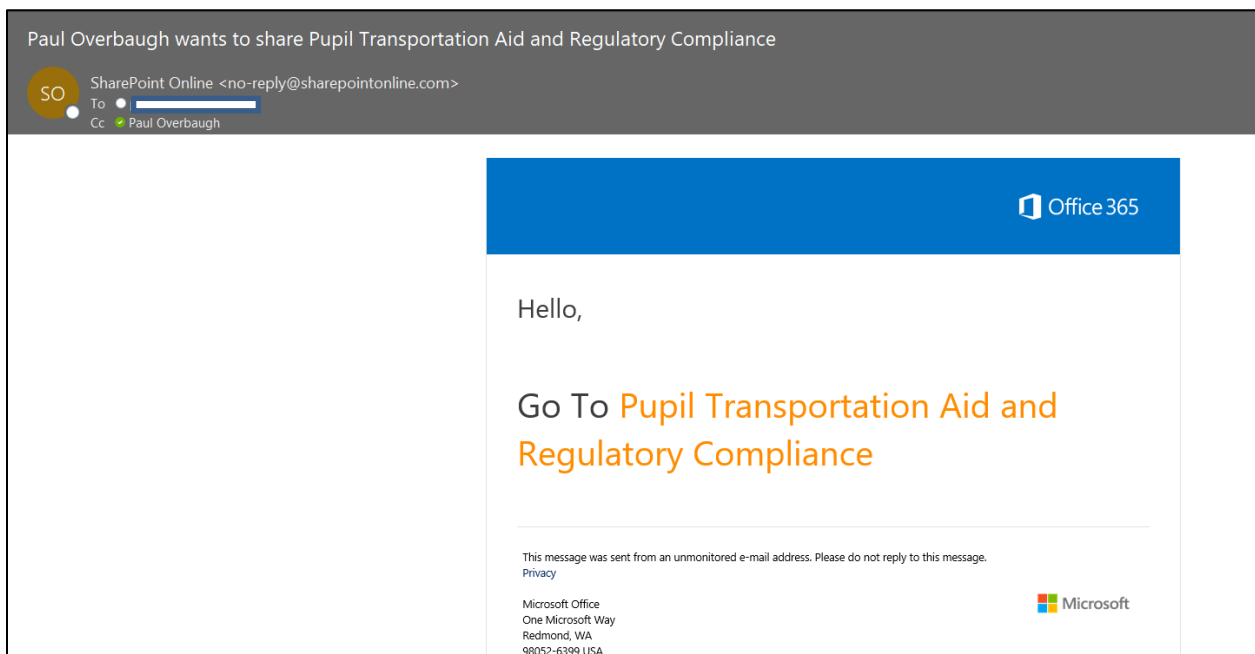 Paul Overbaugh wants to share Pupil Transportation Aid and Regulatory Compliance
SO
SharePoint Online <no-reply@sharepointonline.com>
To
Cc Paul Overbaugh
Office 365
Hello,
Go To Pupil Transportation Aid and
Regulatory Compliance
This message was sent from an unmonitored e-mail address. Please do not reply to this message.
Privacy
Microsoft Office
One Microsoft Way
Redmond, WA
98052-6399 USA
Microsoft